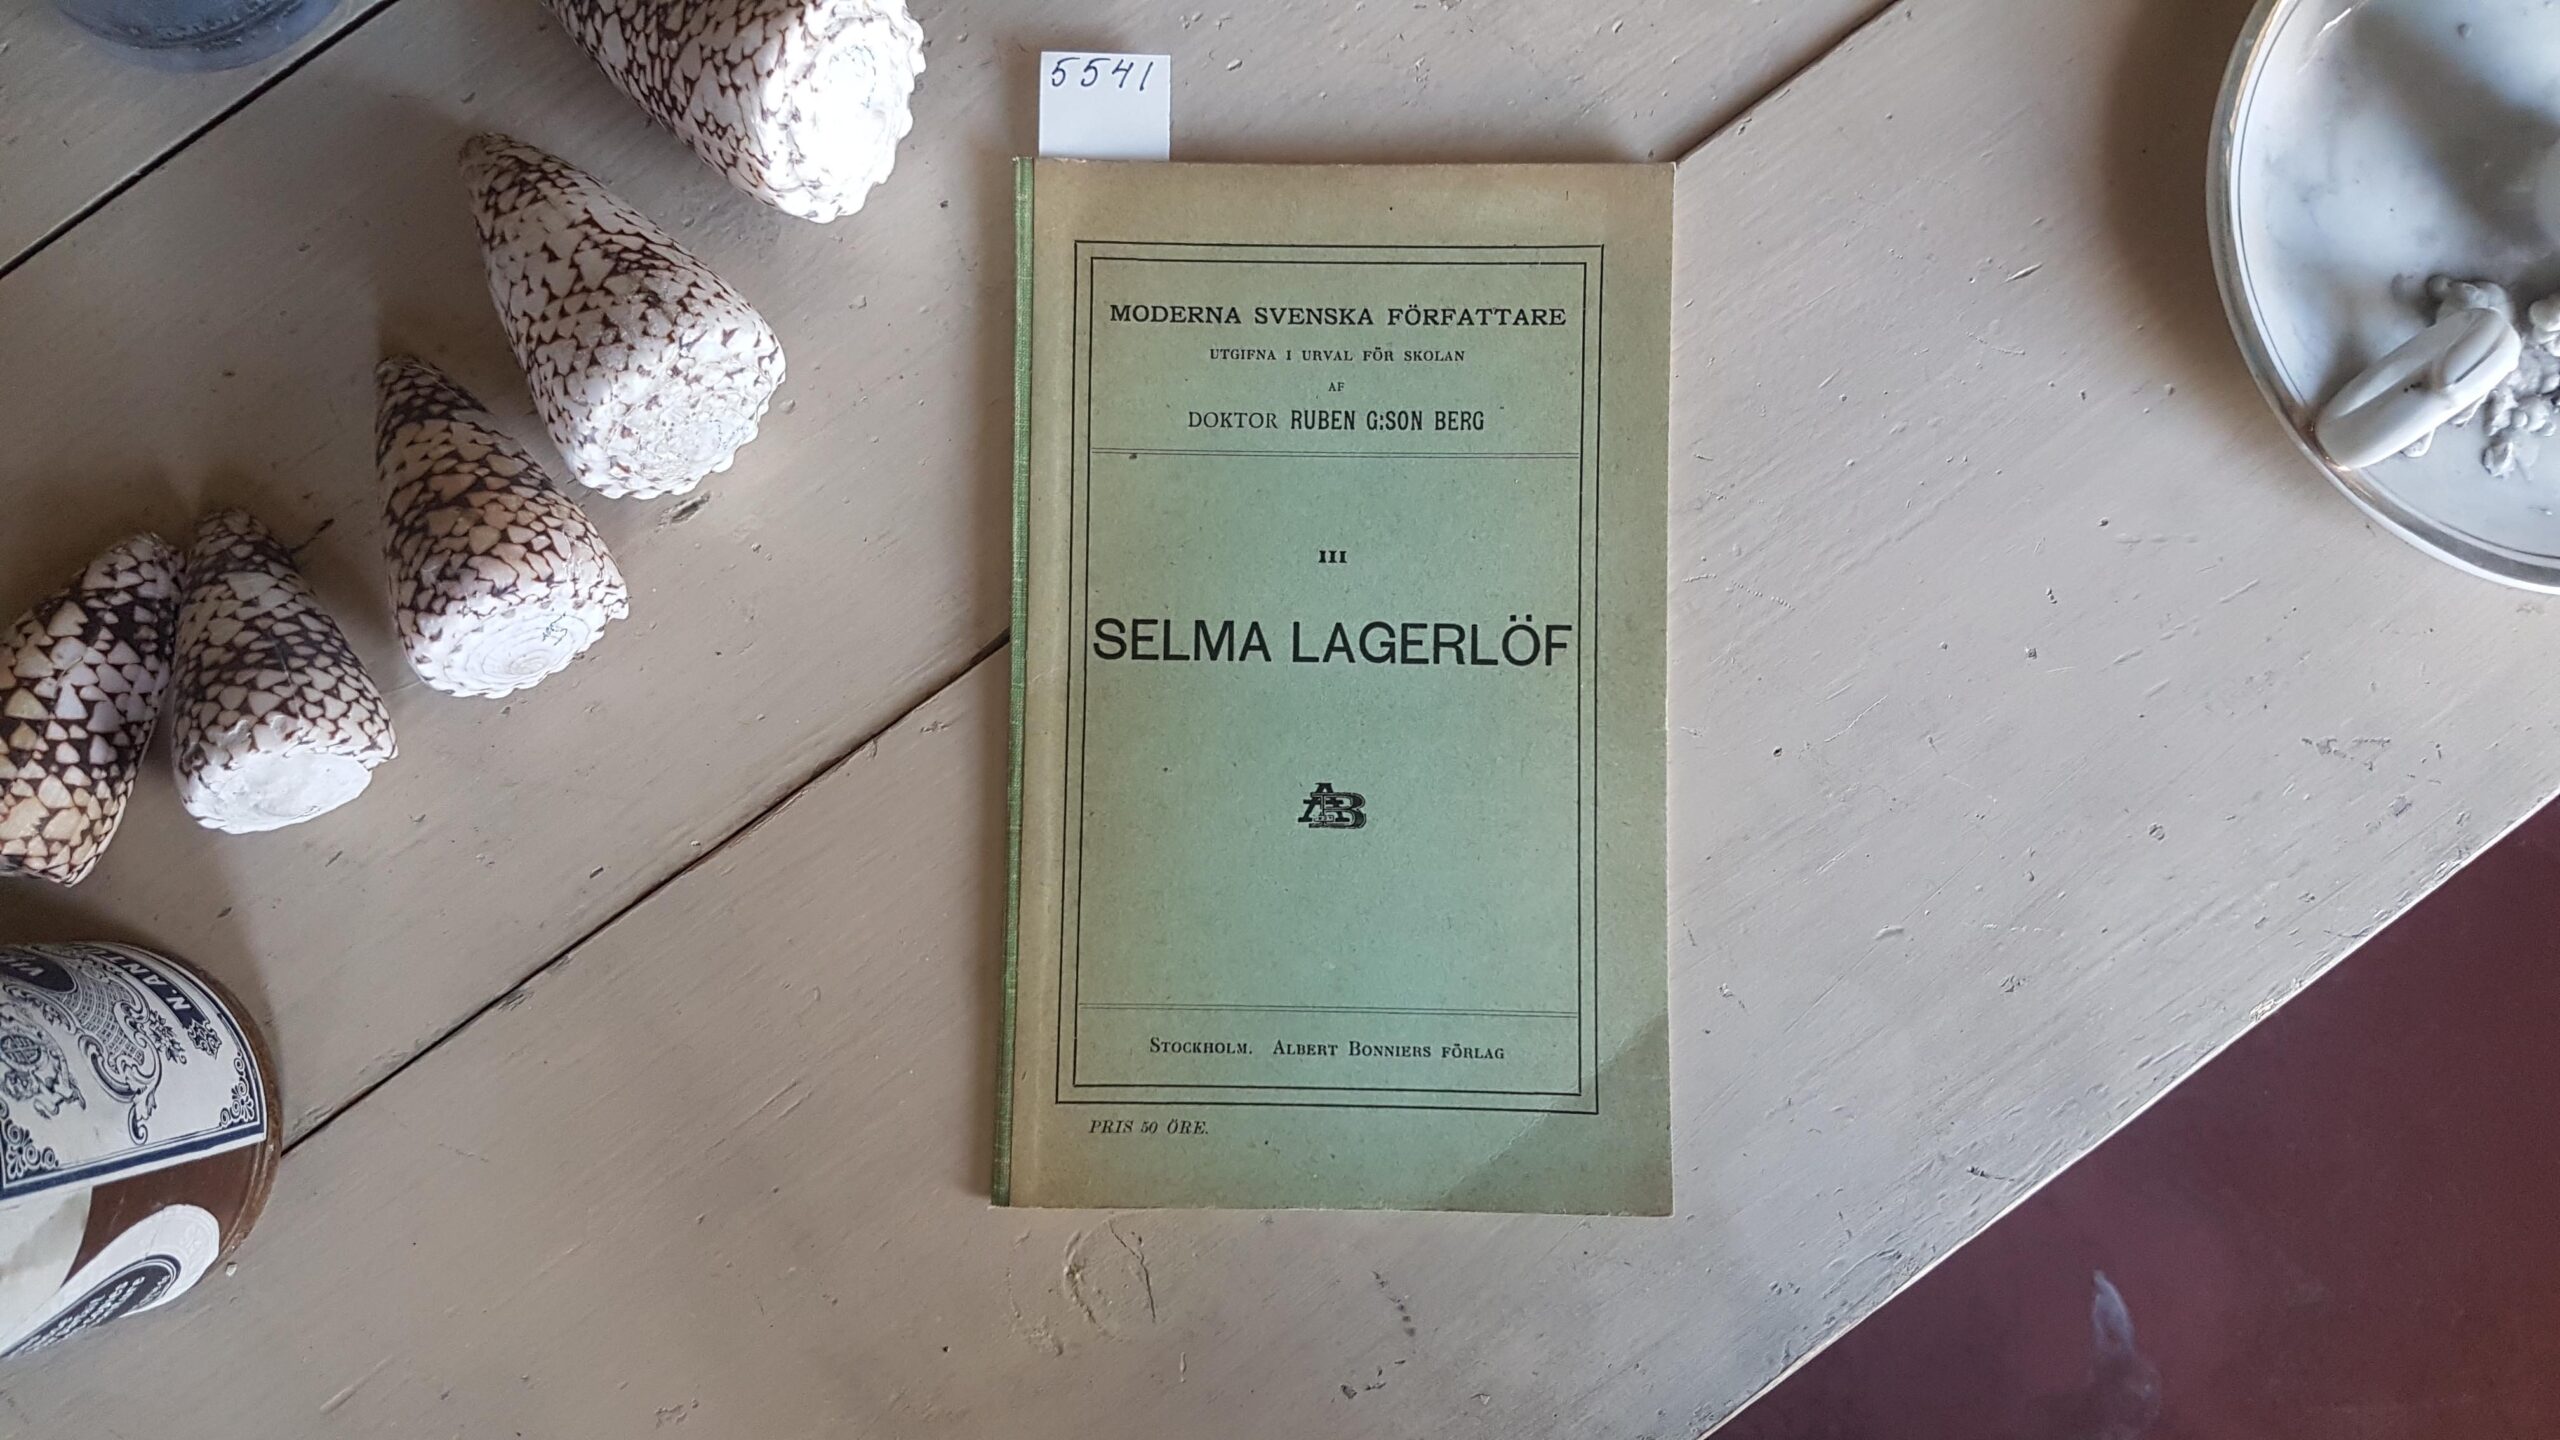 5541
MODERNA SVENSKA FÖRFATTARE
UTGIFNA I URVAL FÖR SKOLAN
AF
DOKTOR RUBEN G:SON BERG
III
SELMA LAGERLÖF
AB
STOCKHOLM. ALBERT BONNIERS FÖRLAG
PRIS 50 ÖRE.